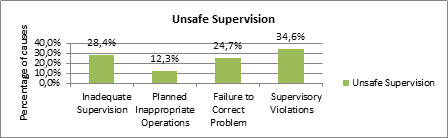 Unsafe Supervision
Percentage of causes
40,0%
30,0%
20,0%
10,0%
0,0%
28,4%
12,3%
24,7%
34,6%
Inadequate
Supervision
Planned
Inappropriate
Operations
Failure to
Correct
Problem
Supervisory
Violations
Unsafe Supervision